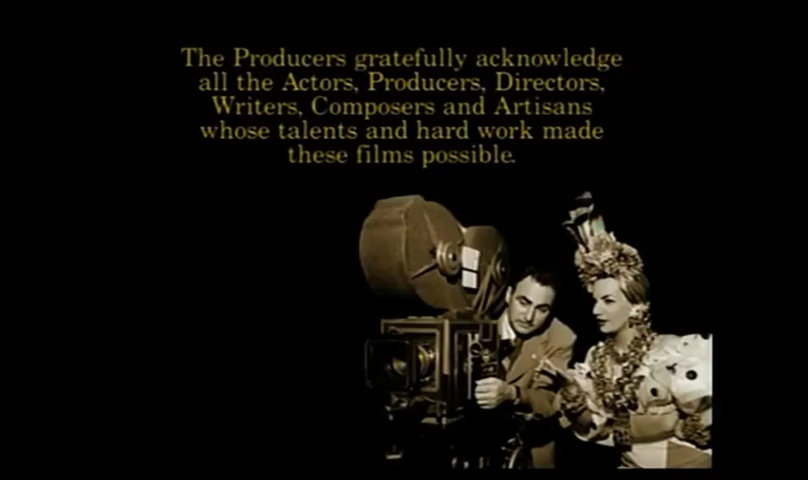 The Producers gratefully acknowledge
all the Actors, Producers, Directors,
Writers, Composers and Artisans
whose talents and hard work made
these films possible.